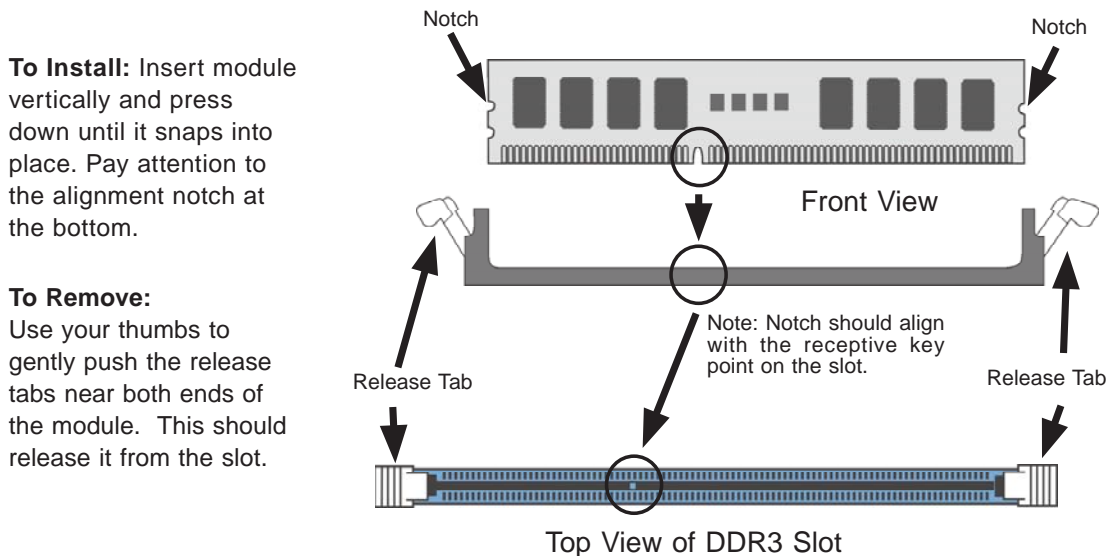 To Install: Insert module
vertically and press
down until it snaps into
place. Pay attention to
the alignment notch at
the bottom.
To Remove:
Use your thumbs to
gently push the release
tabs near both ends of
the module. This should
release it from the slot.
Notch
Notch
Front View
Note: Notch should align
with the receptive key
point on the slot.
Release Tab
Release Tab
Top View of DDR3 Slot